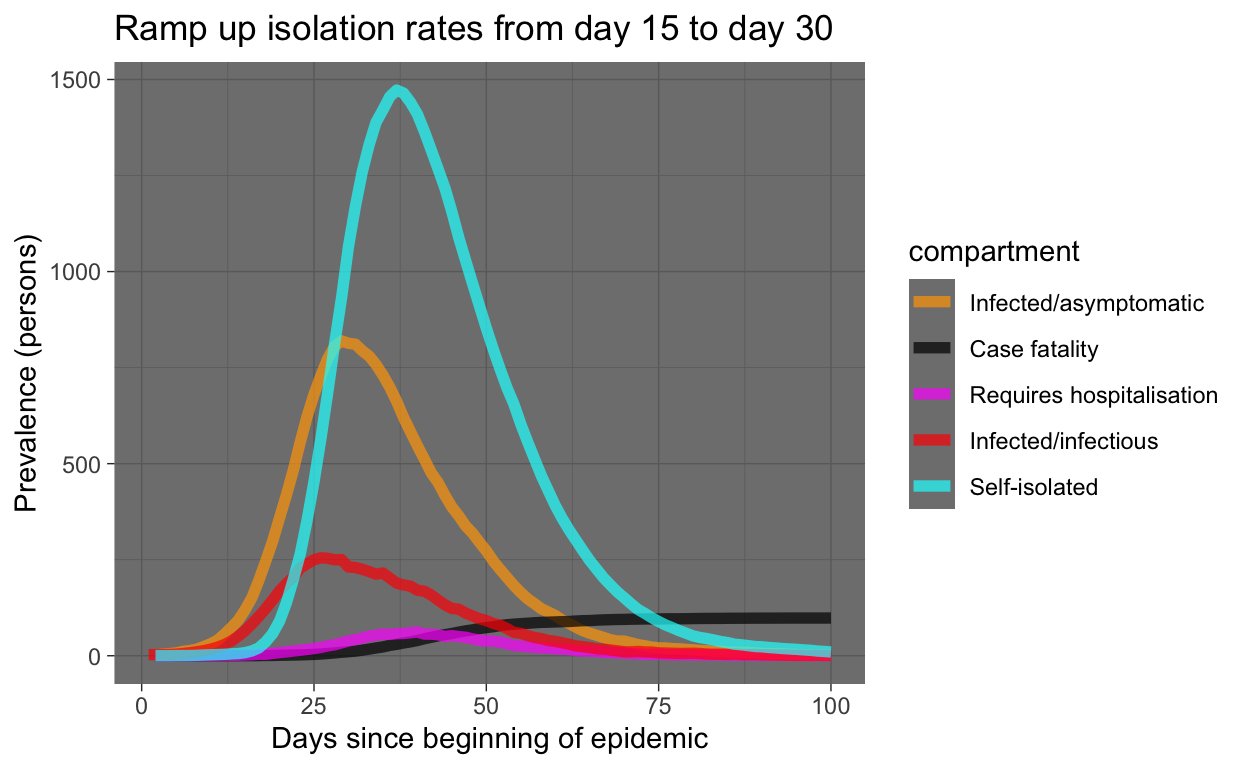 Ramp up isolation rates from day 15 to day 30
Prevalence (persons)
1500
1000
500
0
0 25 50 75 100
Days since beginning of epidemic
compartment
Infected/asymptomatic
Case fatality
Requires hospitalisation
Infected/infectious
Self-isolated